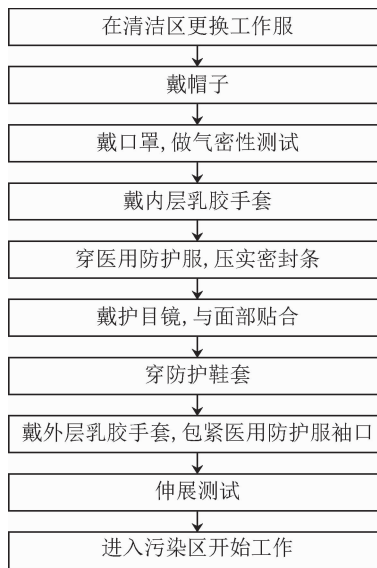 在清洁区更换工作服
戴帽子
戴口罩,做气密性测试
戴内层乳胶手套
穿医用防护服,压实密封条
戴护目镜,与面部贴合
穿防护鞋套
戴外层乳胶手套,包紧医用防护服袖口
伸展测试
进入污染区开始工作